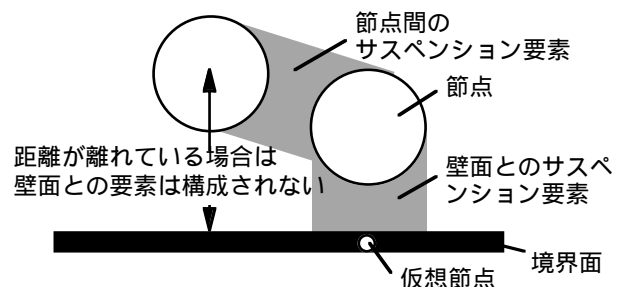 節点間の
サスペンション要素
節点
距離が離れている場合は
壁面との要素は構成されない
壁面とのサスペ
ンション要素
境界面
仮想節点